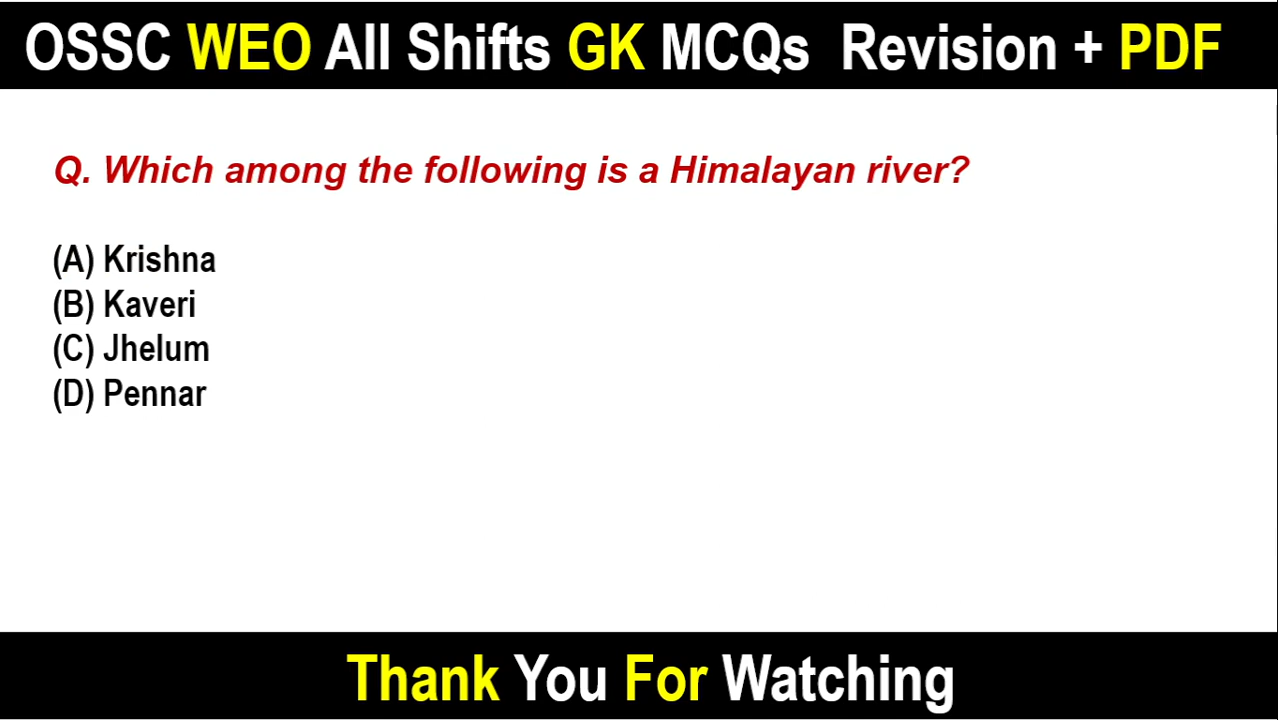 OSSC WEO All Shifts GK MCQs Revision + PDF
Q. Which among the following is a Himalayan river?
(A) Krishna
(B) Kaveri
(C) Jhelum
(D) Pennar
Thank You For Watching